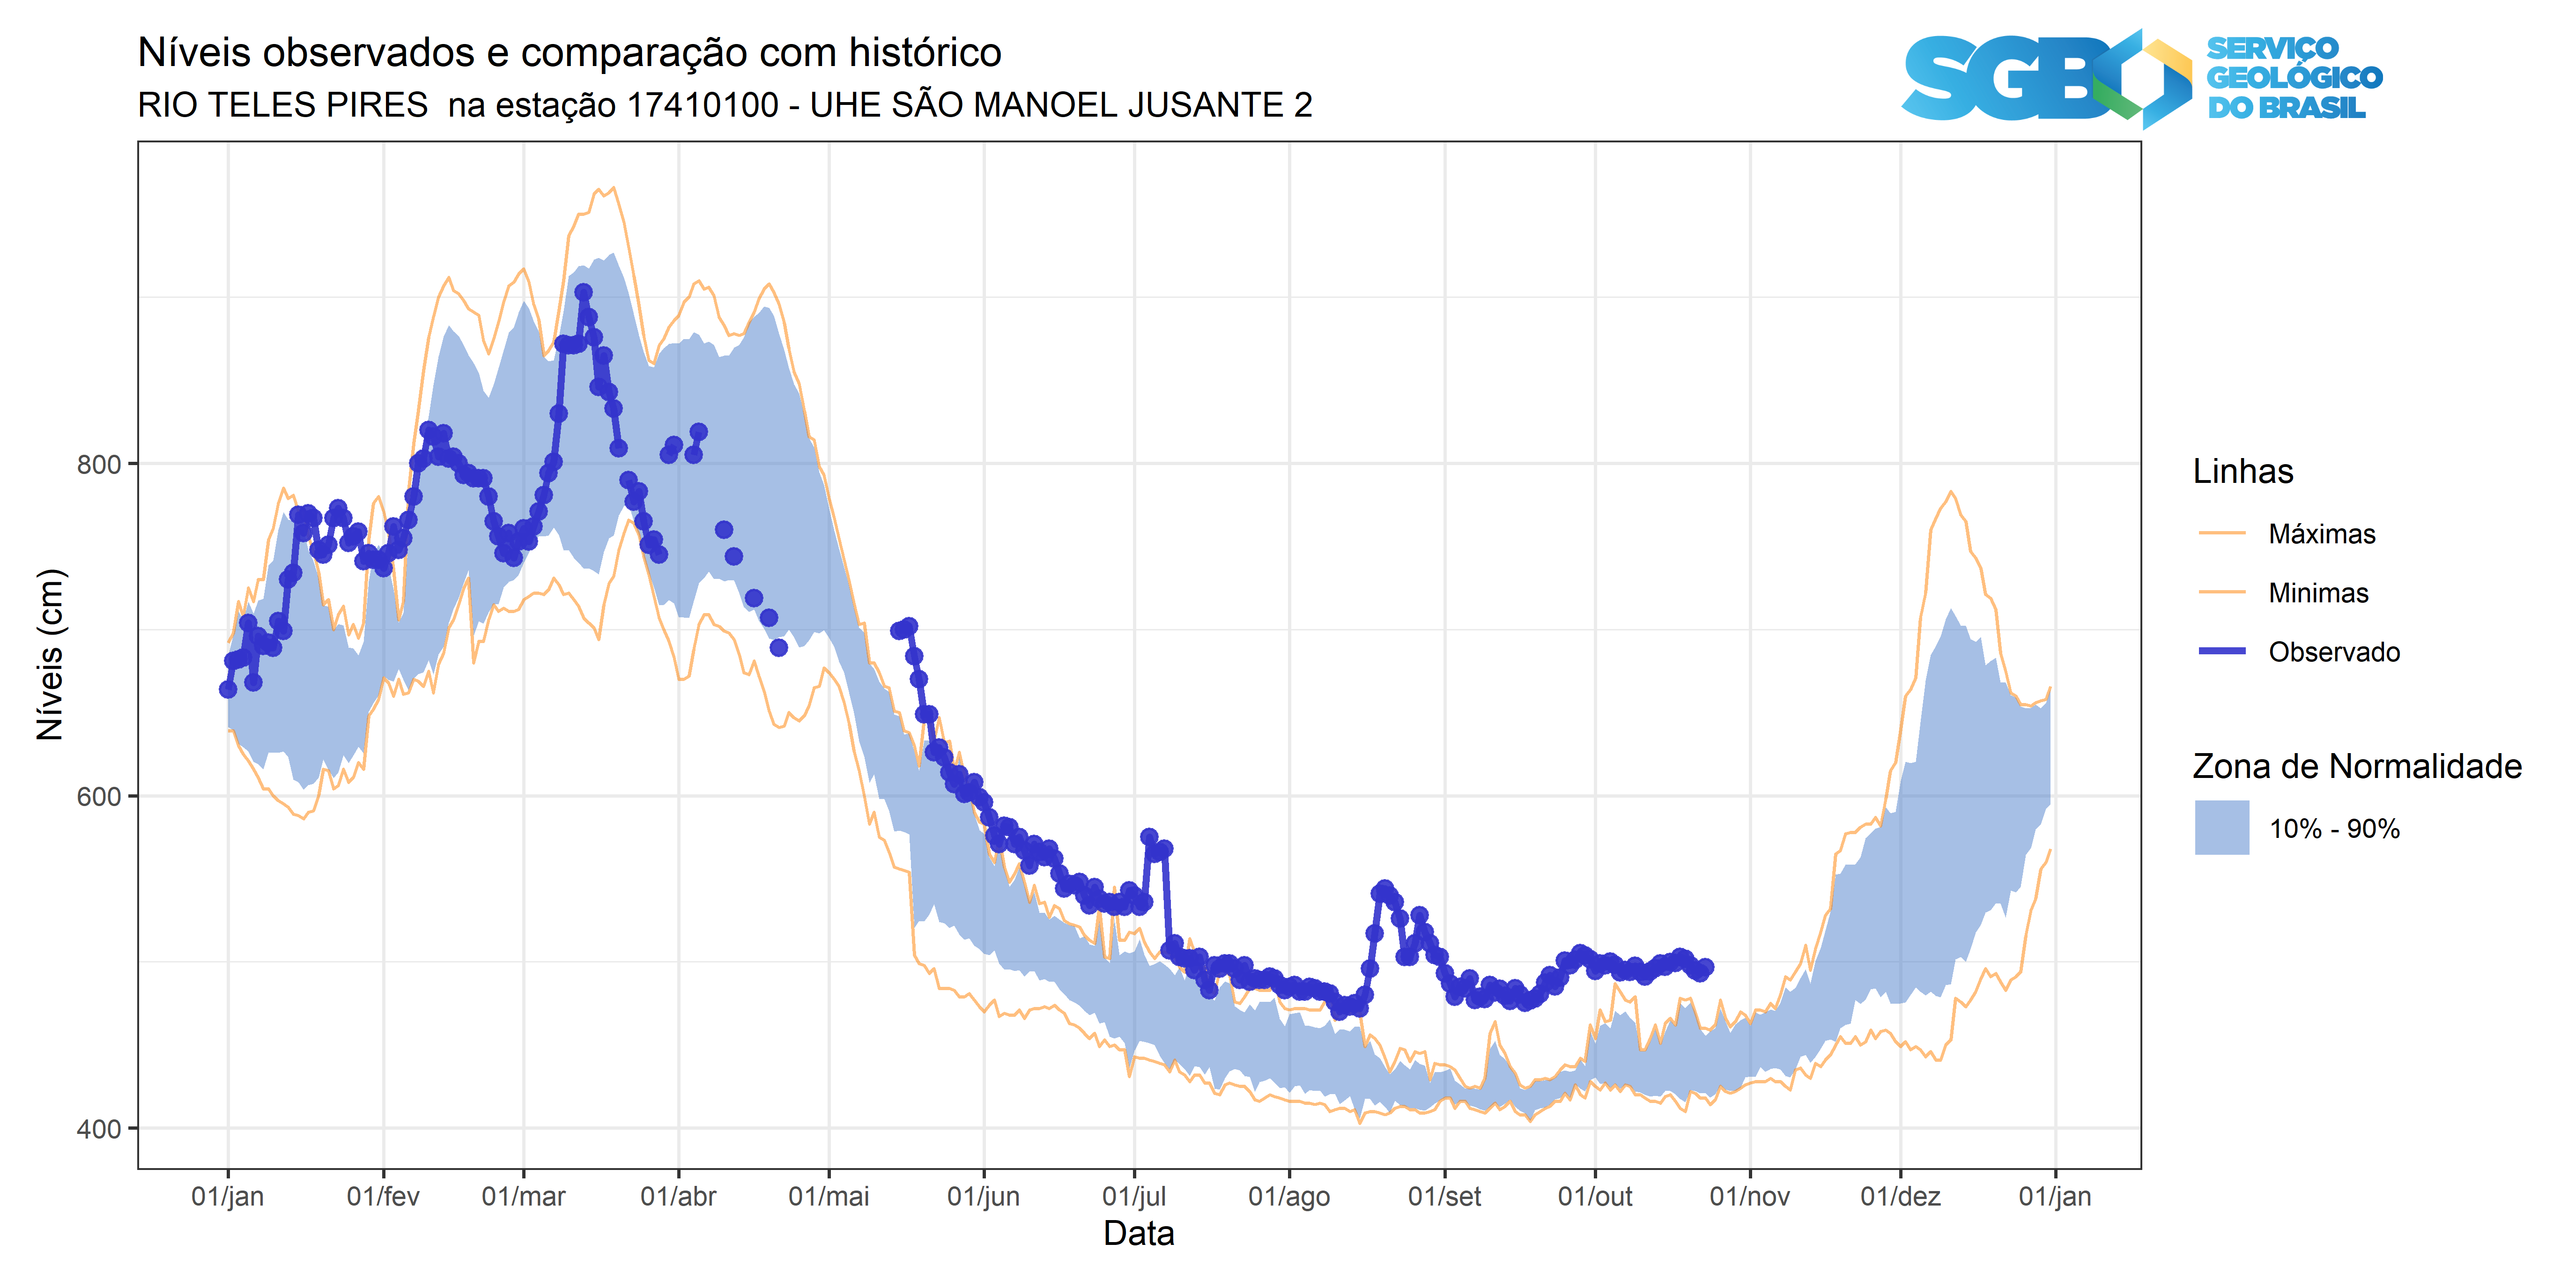 Níveis observados e comparação com histórico
RIO TELES PIRES  na estação 17410100 - UHE SÃO MANOEL JUSANTE 2
SGB
SERVIÇO
GEOLÓGICO
DO BRASIL
Níveis (cm)
800
600
400
01/jan
01/fev
01/mar
01/abr
01/mai
01/jun
01/jul
01/ago
01/set
01/out
01/nov
01/dez
01/jan
Data
Linhas
Máximas
Minimas
Observado
Zona de Normalidade
10% - 90%